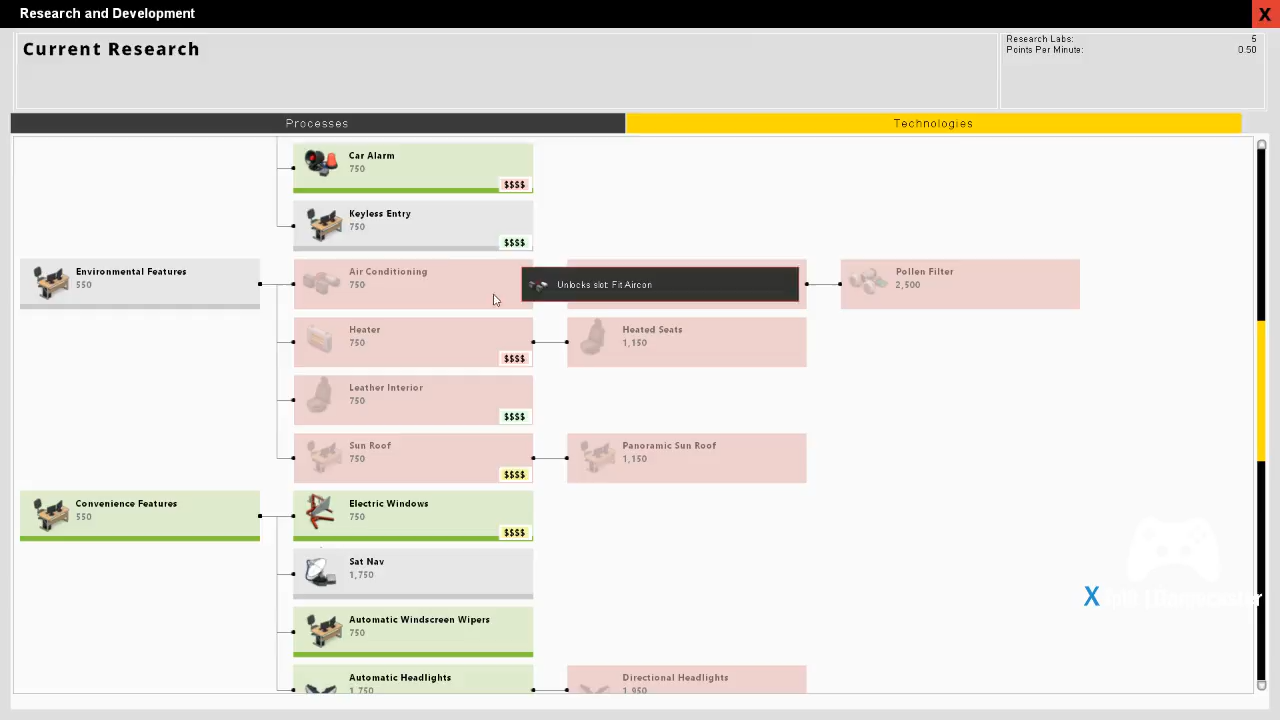 Research and Development
X
Current Research
Research Labs: 5
Points Per Minute: 0.50
Processes
Technologies
Car Alarm
750
$$$$
Keyless Entry
750
$$$$
Environmental Features
550
Air Conditioning
750
Unlocks slot: Fit Aircon
Pollen Filter
2,500
Heater
750
$$$$
Heated Seats
1,150
Leather Interior
750
$$$$
Sun Roof
750
$$$$
Panoramic Sun Roof
1,150
Convenience Features
550
Electric Windows
750
$$$$
Sat Nav
1,750
Automatic Windscreen Wipers
750
Automatic Headlights
1,750
Directional Headlights
1,950
X